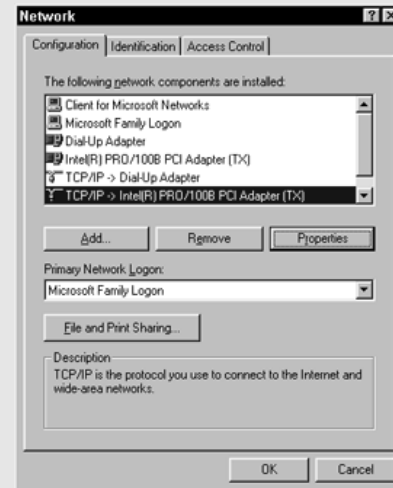 Network
Configuration Identification Access Control
The following network components are installed:
Client for Microsoft Networks
Microsoft Family Logon
Dial-Up Adapter
Intel(R) PRO/100B PCI Adapter (TX)
TCP/IP -> Dial-Up Adapter
TCP/IP -> Intel(R) PRO/100B PCI Adapter (TX)
Add... Remove Properties
Primary Network Logon:
Microsoft Family Logon
File and Print Sharing...
Description
TCP/IP is the protocol you use to connect to the Internet and
wide-area networks.
OK Cancel